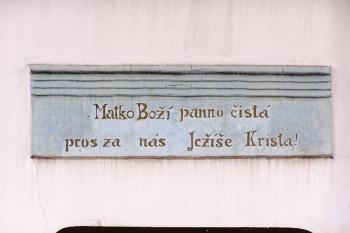 Matko Boží panno čistá
pros za nás Ježíše Krista!